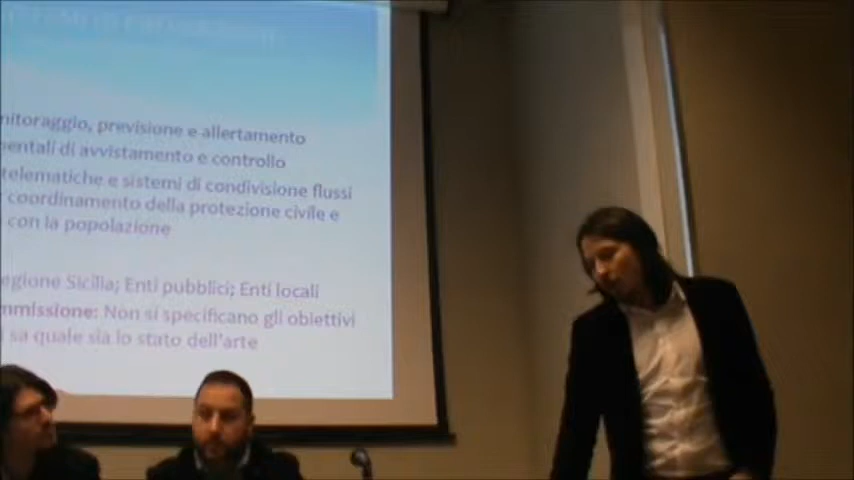 nitoraggio, previsione e allertamento
entali di avvistamento e controllo
telematiche e sistemi di condivisione flussi
coordinamento della protezione civile e
con la popolazione
egione Sicilia; Enti pubblici; Enti locali
mmissione: Non si specificano gli obiettivi
sa quale sia lo stato dell'arte